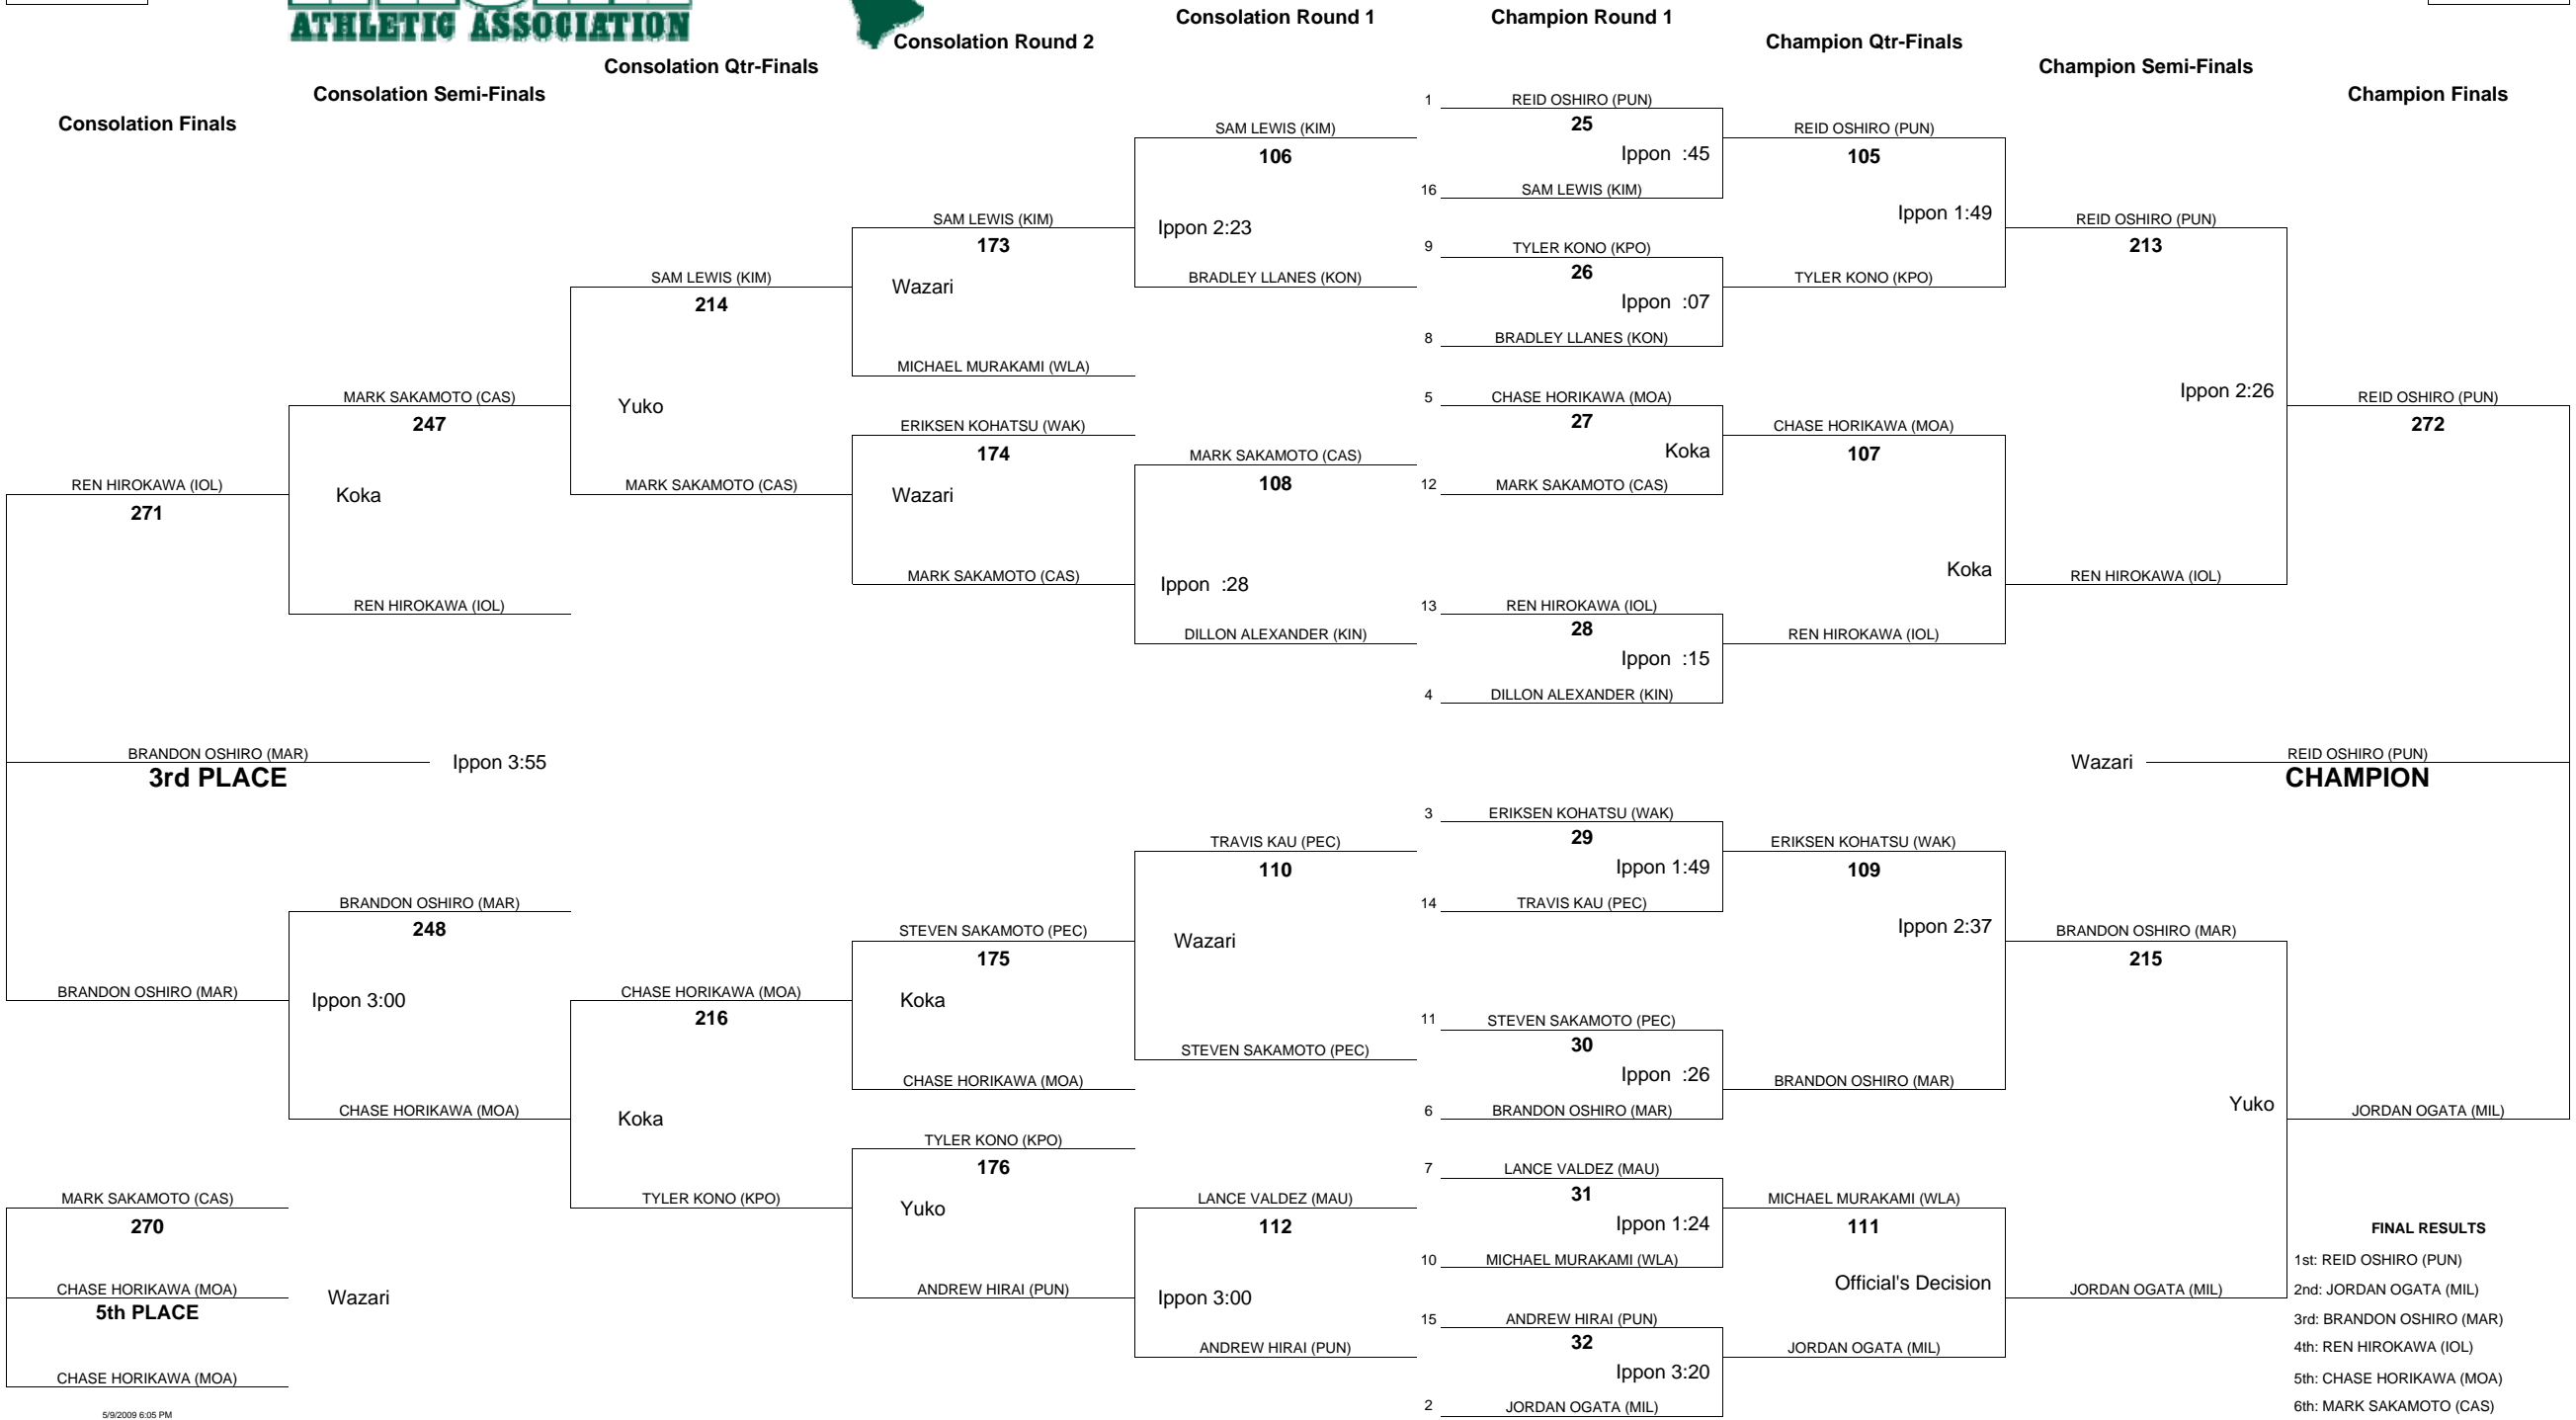 ATHLETIC ASSOCIATION
Consolation Finals
Consolation Semi-Finals
Consolation Qtr-Finals
Consolation Round 2
Consolation Round 1
Champion Round 1
Champion Qtr-Finals
Champion Semi-Finals
Champion Finals
1 REID OSHIRO (PUN)
25
Ippon :45
16 SAM LEWIS (KIM)
9 TYLER KONO (KPO)
26
Ippon :07
8 BRADLEY LLANES (KON)
5 CHASE HORIKAWA (MOA)
27
Koka
12 MARK SAKAMOTO (CAS)
13 REN HIROKAWA (IOL)
28
Ippon :15
4 DILLON ALEXANDER (KIN)
3 ERIKSEN KOHATSU (WAK)
29
Ippon 1:49
14 TRAVIS KAU (PEC)
11 STEVEN SAKAMOTO (PEC)
30
Ippon :26
6 BRANDON OSHIRO (MAR)
7 LANCE VALDEZ (MAU)
31
Ippon 1:24
10 MICHAEL MURAKAMI (WLA)
15 ANDREW HIRAI (PUN)
32
Ippon 3:20
2 JORDAN OGATA (MIL)
REID OSHIRO (PUN)
105
Ippon 1:49
TYLER KONO (KPO)
CHASE HORIKAWA (MOA)
107
Koka
REN HIROKAWA (IOL)
ERIKSEN KOHATSU (WAK)
109
Ippon 2:37
BRANDON OSHIRO (MAR)
MICHAEL MURAKAMI (WLA)
111
Official's Decision
JORDAN OGATA (MIL)
REID OSHIRO (PUN)
213
Ippon 2:26
REN HIROKAWA (IOL)
BRANDON OSHIRO (MAR)
215
Yuko
JORDAN OGATA (MIL)
REID OSHIRO (PUN)
272
Wazari
REID OSHIRO (PUN)
CHAMPION
JORDAN OGATA (MIL)
SAM LEWIS (KIM)
106
Ippon 2:23
BRADLEY LLANES (KON)
MARK SAKAMOTO (CAS)
108
Ippon :28
DILLON ALEXANDER (KIN)
TRAVIS KAU (PEC)
110
Wazari
STEVEN SAKAMOTO (PEC)
LANCE VALDEZ (MAU)
112
Ippon 3:00
ANDREW HIRAI (PUN)
SAM LEWIS (KIM)
173
Wazari
MICHAEL MURAKAMI (WLA)
ERIKSEN KOHATSU (WAK)
174
Wazari
MARK SAKAMOTO (CAS)
STEVEN SAKAMOTO (PEC)
175
Koka
CHASE HORIKAWA (MOA)
TYLER KONO (KPO)
176
Yuko
ANDREW HIRAI (PUN)
SAM LEWIS (KIM)
214
Yuko
MARK SAKAMOTO (CAS)
CHASE HORIKAWA (MOA)
216
Koka
TYLER KONO (KPO)
MARK SAKAMOTO (CAS)
247
Koka
REN HIROKAWA (IOL)
BRANDON OSHIRO (MAR)
248
Ippon 3:00
CHASE HORIKAWA (MOA)
REN HIROKAWA (IOL)
271
BRANDON OSHIRO (MAR)
3rd PLACE
Ippon 3:55
BRANDON OSHIRO (MAR)
MARK SAKAMOTO (CAS)
270
CHASE HORIKAWA (MOA)
5th PLACE
Wazari
CHASE HORIKAWA (MOA)
5/9/2009 6:05 PM
FINAL RESULTS
1st: REID OSHIRO (PUN)
2nd: JORDAN OGATA (MIL)
3rd: BRANDON OSHIRO (MAR)
4th: REN HIROKAWA (IOL)
5th: CHASE HORIKAWA (MOA)
6th: MARK SAKAMOTO (CAS)